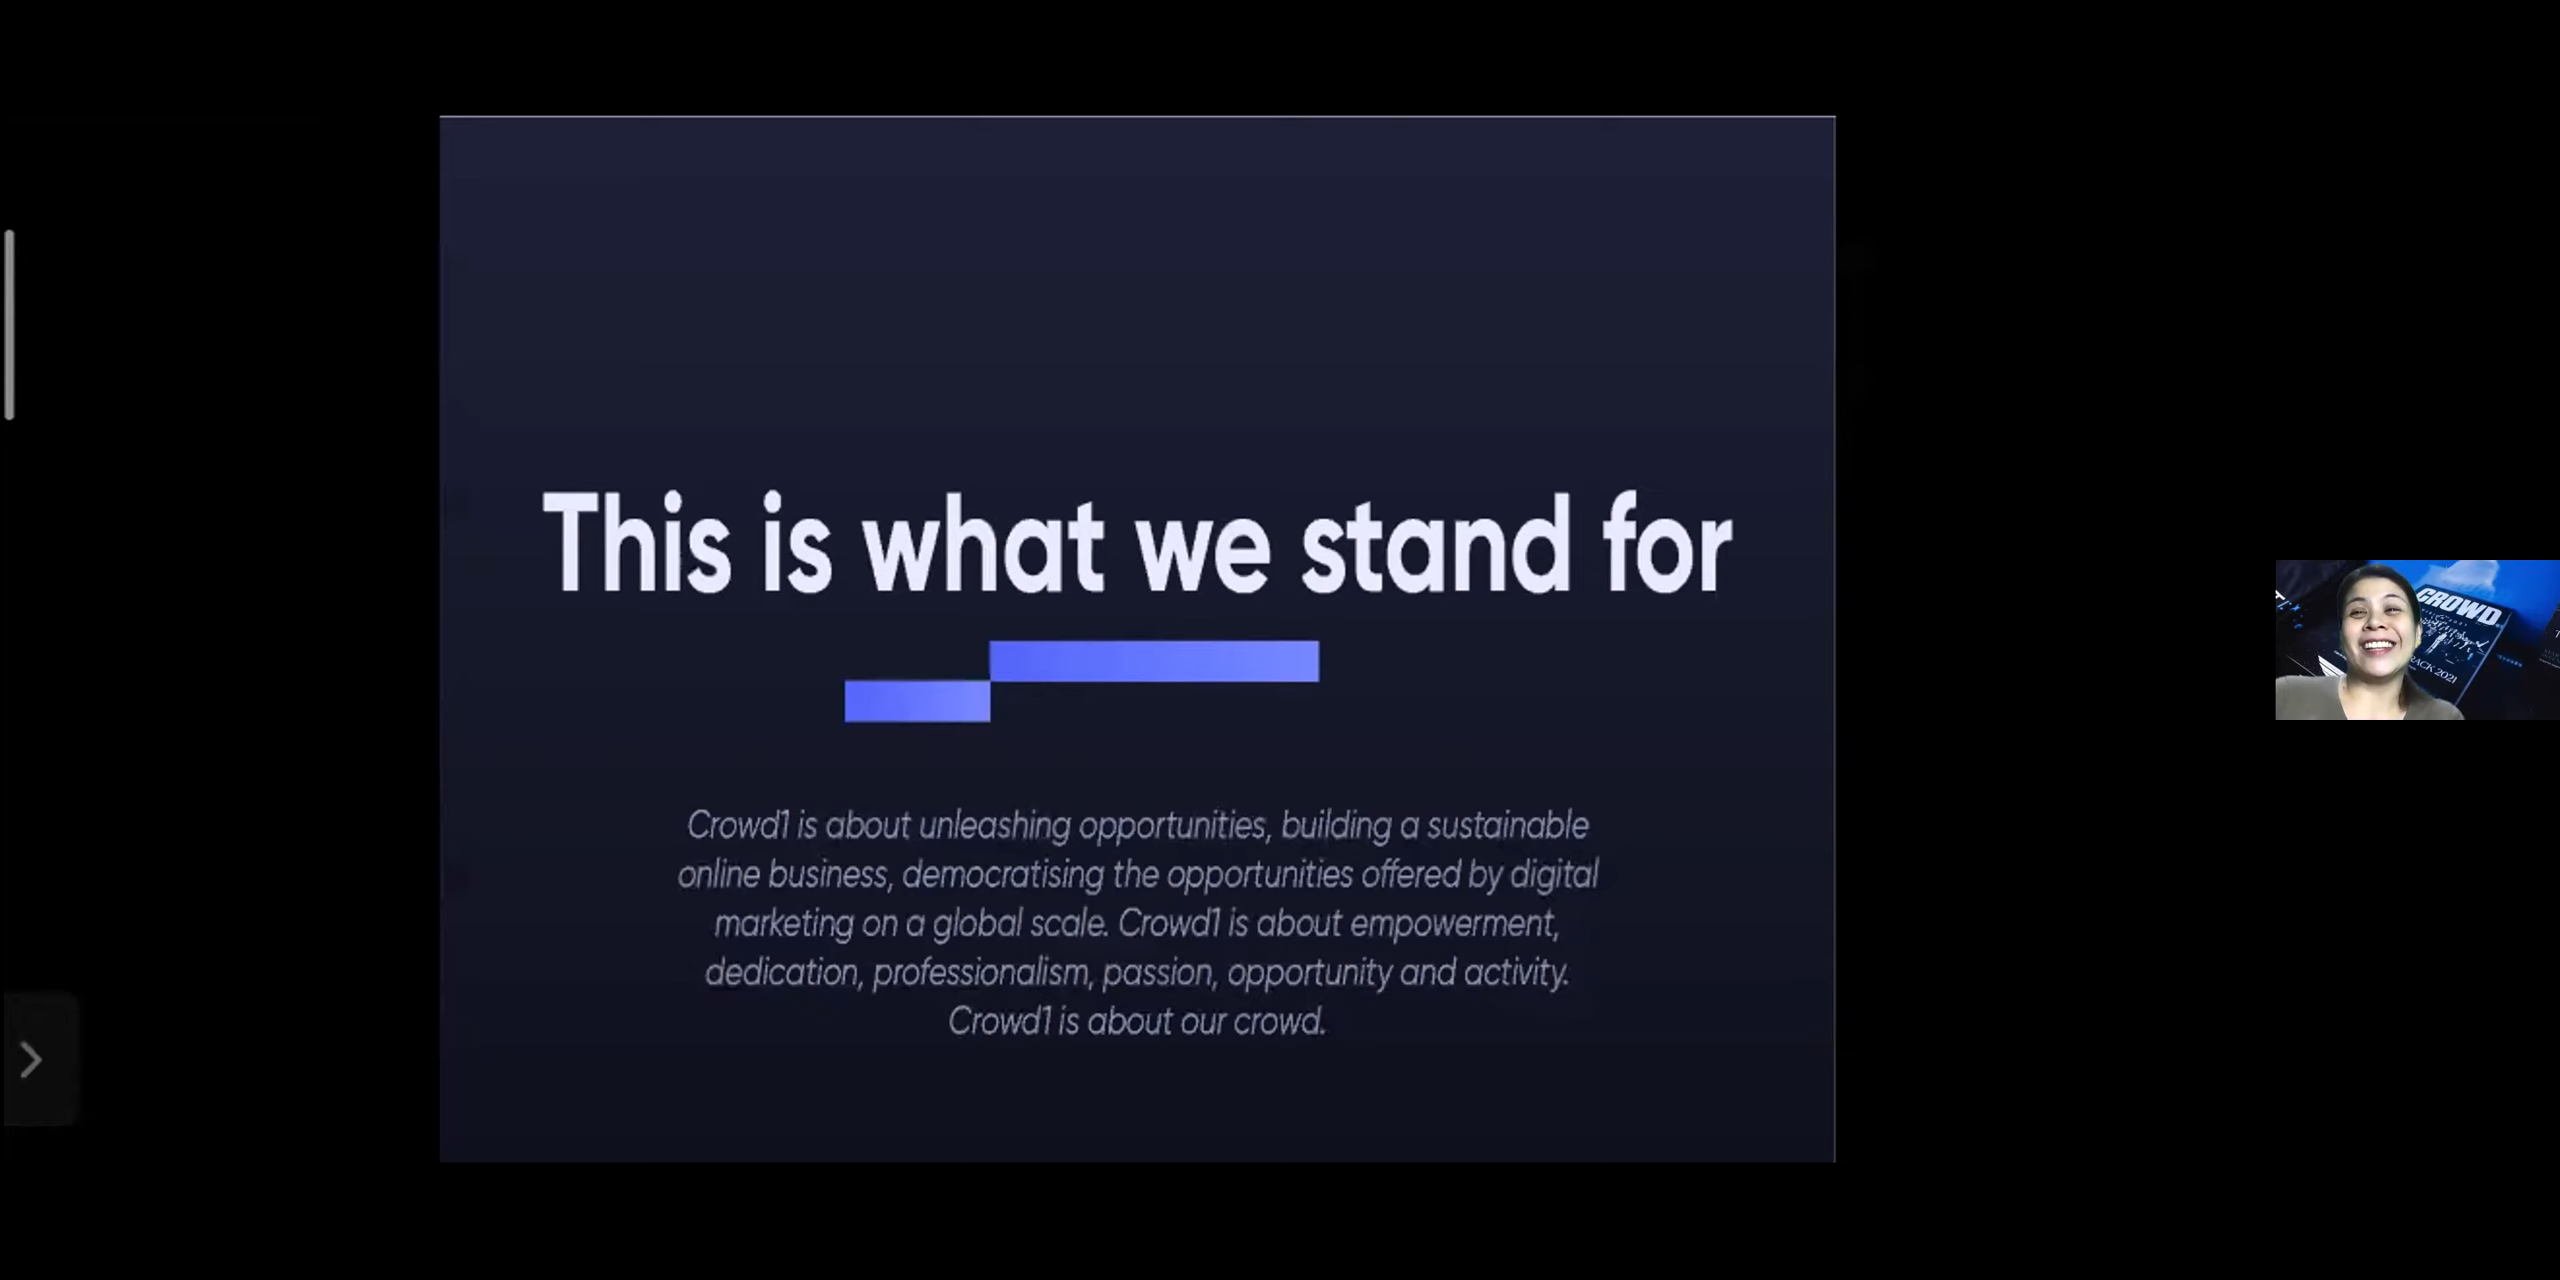 This is what we stand for
Crowd1 is about unleashing opportunities, building a sustainable
online business, democratising the opportunities offered by digital
marketing on a global scale. Crowd1 is about empowerment,
dedication, professionalism, passion, opportunity and activity.
Crowd1 is about our crowd.
CROWD
2021